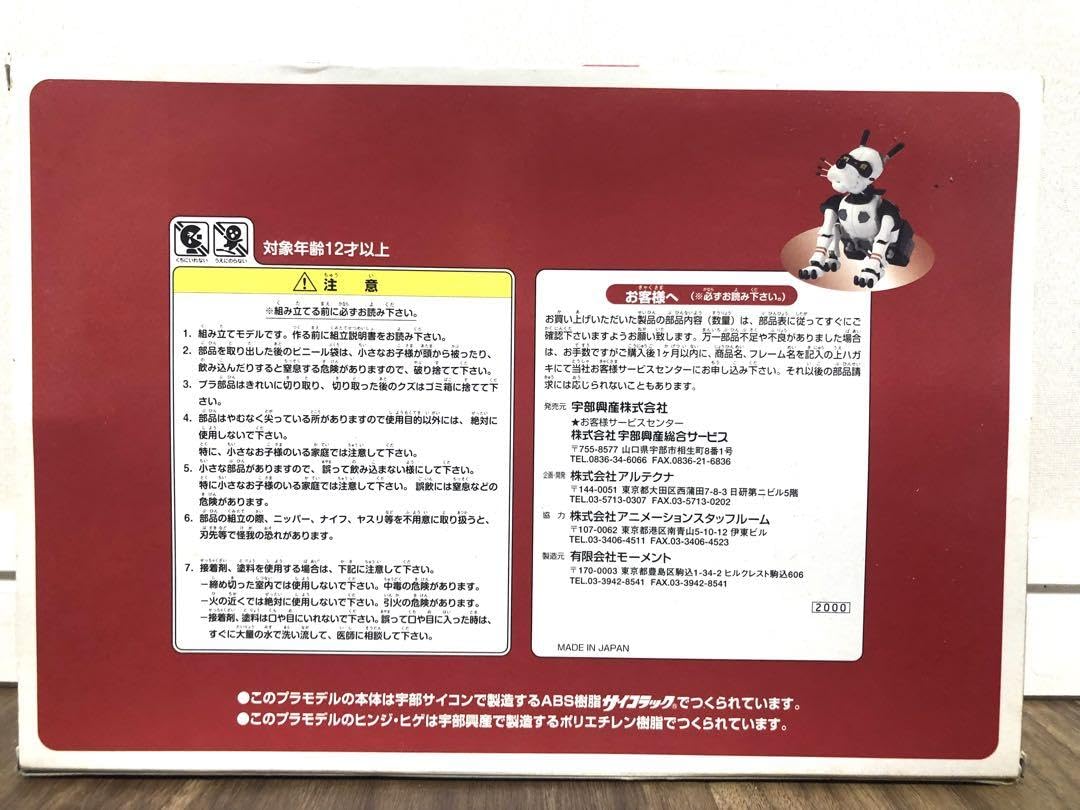 くちにいれない うえにのらない
対象年齢12才以上
⚠注意
※組み立てる前に必ずお読み下さい。
1. 組み立てモデルです。作る前に組立説明書をお読み下さい。
2. 部品を取り出した後のビニール袋は、小さなお子様が頭から被ったり、
飲み込んだりすると窒息する危険がありますので、破り捨てて下さい。
3. プラ部品はきれいに切り取り、切り取った後のクズはゴミ箱に捨てて下
さい。
4. 部品はやむなく尖っている所がありますので使用目的以外には、絶対に
使用しないで下さい。
特に、小さなお子様のいる家庭では注意して下さい。
5. 小さな部品がありますので、誤って飲み込まない様にして下さい。
特に小さなお子様のいる家庭では注意して下さい。誤飲には窒息などの
危険があります。
6. 部品の組立の際、ニッパー、ナイフ、ヤスリ等を不用意に取り扱うと、
刃先等で怪我の恐れがあります。
7. 接着剤、塗料を使用する場合は、下記に注意して下さい。
−締め切った室内では使用しないで下さい。中毒の危険があります。
−火の近くでは絶対に使用しないで下さい。引火の危険があります。
−接着剤、塗料は口や目にいれないで下さい。誤って口や目に入った時は、
すぐに大量の水で洗い流して、医師に相談して下さい。
お客様へ(※必ずお読み下さい。)
お買い上げいただいた製品の部品内容(数量)は、部品表に従ってすぐにご
確認下さいますようお願い致します。万一部品不足や不良がありました場合
は、お手数ですがご購入後1ヶ月以内に、商品名、フレーム名を記入の上ハガ
キにて当社お客様サービスセンターにお申し込み下さい。それ以後の部品請
求には応じられないこともあります。
発売元 宇部興産株式会社
★お客様サービスセンター
株式会社宇部興産総合サービス
〒755-8577 山口県宇部市相生町8番1号
TEL.0836-34-6066 FAX.0836-21-6836
企画・開発 株式会社アルテクナ
〒144-0051 東京都大田区西蒲田7-8-3 日研第二ビル5階
TEL.03-5713-0307 FAX.03-5713-0202
協 力 株式会社アニメーションスタッフルーム
〒107-0062 東京都港区南青山5-10-12 伊東ビル
TEL.03-3406-4511 FAX.03-3406-4523
製造元 有限会社モーメント
〒170-0003 東京都豊島区駒込1-34-2 ヒルクレスト駒込606
TEL.03-3942-8541 FAX.03-3942-8541
2000
MADE IN JAPAN
●このプラモデルの本体は宇部サイコンで製造するABS樹脂サイコラック®でつくられています。
●このプラモデルのヒンジ・ヒゲは宇部興産で製造するポリエチレン樹脂でつくられています。